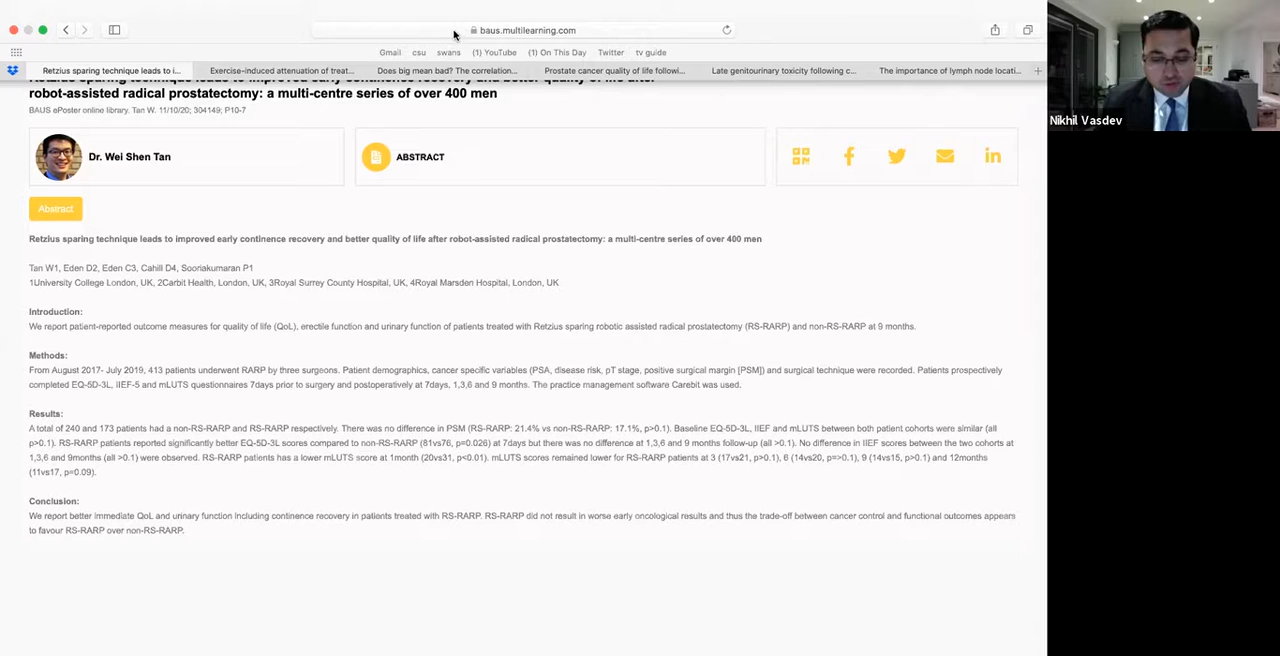 baus.multilearning.com
Gmail csu swans (1) YouTube (1) On This Day Twitter tv guide
Retzius sparing technique leads to i... Exercise-induced attenuation of treat... Does big mean bad? The correlation... Prostate cancer quality of life followi... Late genitourinary toxicity following c... The importance of lymph node locati...
Retzius sparing technique leads to improved early continence recovery and better quality of life after
robot-assisted radical prostatectomy: a multi-centre series of over 400 men
BAUS ePoster online library. Tan W. 11/10/20; 304149; P10-7
Dr. Wei Shen Tan
ABSTRACT
Abstract
Retzius sparing technique leads to improved early continence recovery and better quality of life after robot-assisted radical prostatectomy: a multi-centre series of over 400 men
Tan W1, Eden D2, Eden C3, Cahill D4, Sooriakumaran P1
1University College London, UK, 2Carbit Health, London, UK, 3Royal Surrey County Hospital, UK, 4Royal Marsden Hospital, London, UK
Introduction:
We report patient-reported outcome measures for quality of life (QoL), erectile function and urinary function of patients treated with Retzius sparing robotic assisted radical prostatectomy (RS-RARP) and non-RS-RARP at 9 months.
Methods:
From August 2017- July 2019, 413 patients underwent RARP by three surgeons. Patient demographics, cancer specific variables (PSA, disease risk, pT stage, positive surgical margin [PSM]) and surgical technique were recorded. Patients prospectively
completed EQ-5D-3L, IIEF-5 and mLUTS questionnaires 7days prior to surgery and postoperatively at 7days, 1,3,6 and 9 months. The practice management software Carebit was used.
Results:
A total of 240 and 173 patients had a non-RS-RARP and RS-RARP respectively. There was no difference in PSM (RS-RARP: 21.4% vs non-RS-RARP: 17.1%, p>0.1). Baseline EQ-5D-3L, IIEF and mLUTS between both patient cohorts were similar (all
p>0.1). RS-RARP patients reported significantly better EQ-5D-3L scores compared to non-RS-RARP (81vs76, p=0.026) at 7days but there was no difference at 1,3,6 and 9 months follow-up (all >0.1). No difference in IIEF scores between the two cohorts at
1,3,6 and 9months (all >0.1) were observed. RS-RARP patients has a lower mLUTS score at 1month (20vs31, p<0.01). mLUTS scores remained lower for RS-RARP patients at 3 (17vs21, p>0.1), 6 (14vs20, p=>0.1), 9 (14vs15, p>0.1) and 12months
(11vs17, p=0.09).
Conclusion:
We report better immediate QoL and urinary function including continence recovery in patients treated with RS-RARP. RS-RARP did not result in worse early oncological results and thus the trade-off between cancer control and functional outcomes appears
to favour RS-RARP over non-RS-RARP.
Nikhil Vasdev